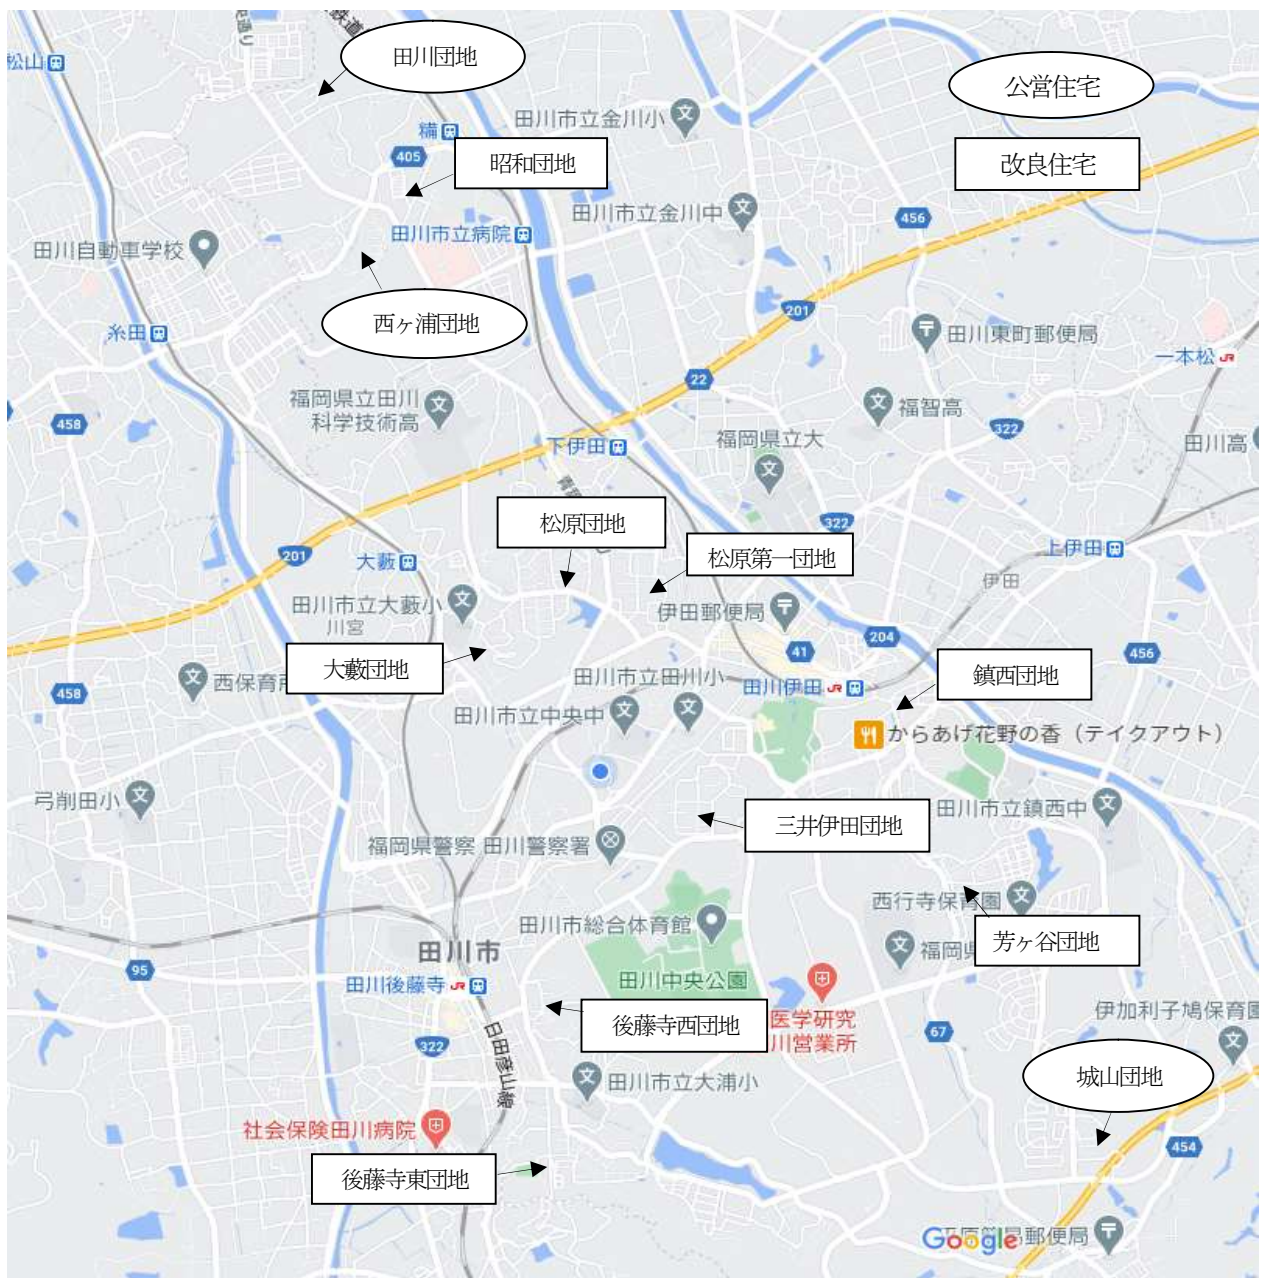 田川団地
公営住宅
松山
田川市立金川小
糒
405
昭和団地
改良住宅
田川市立金川中
456
田川市立病院
田川自動車学校
201
西ヶ浦団地
糸田
田川東町郵便局
一本松
22
福岡県立田川
科学技術高
福智高
458
322
福岡県立大
田川高
下伊田
松原団地
322
松原第一団地
上伊田
201
大藪
伊田
田川市立大藪小
川宮
伊田郵便局
204
41
456
大藪団地
鎮西団地
458
西保育所
田川市立田川小
田川伊田
田川市立中央中
からあげ花野の香（テイクアウト）
弓削田小
田川市立鎮西中
三井伊田団地
福岡県警察 田川警察署
西行寺保育園
田川市総合体育館
芳ヶ谷団地
田川市
福岡県
95
田川中央公園
田川後藤寺
後藤寺西団地
医学研究
川営業所
伊加利子鳩保育園
67
322
日田彦山線
城山団地
田川市立大浦小
社会保険田川病院
454
後藤寺東団地
Google
郵便局